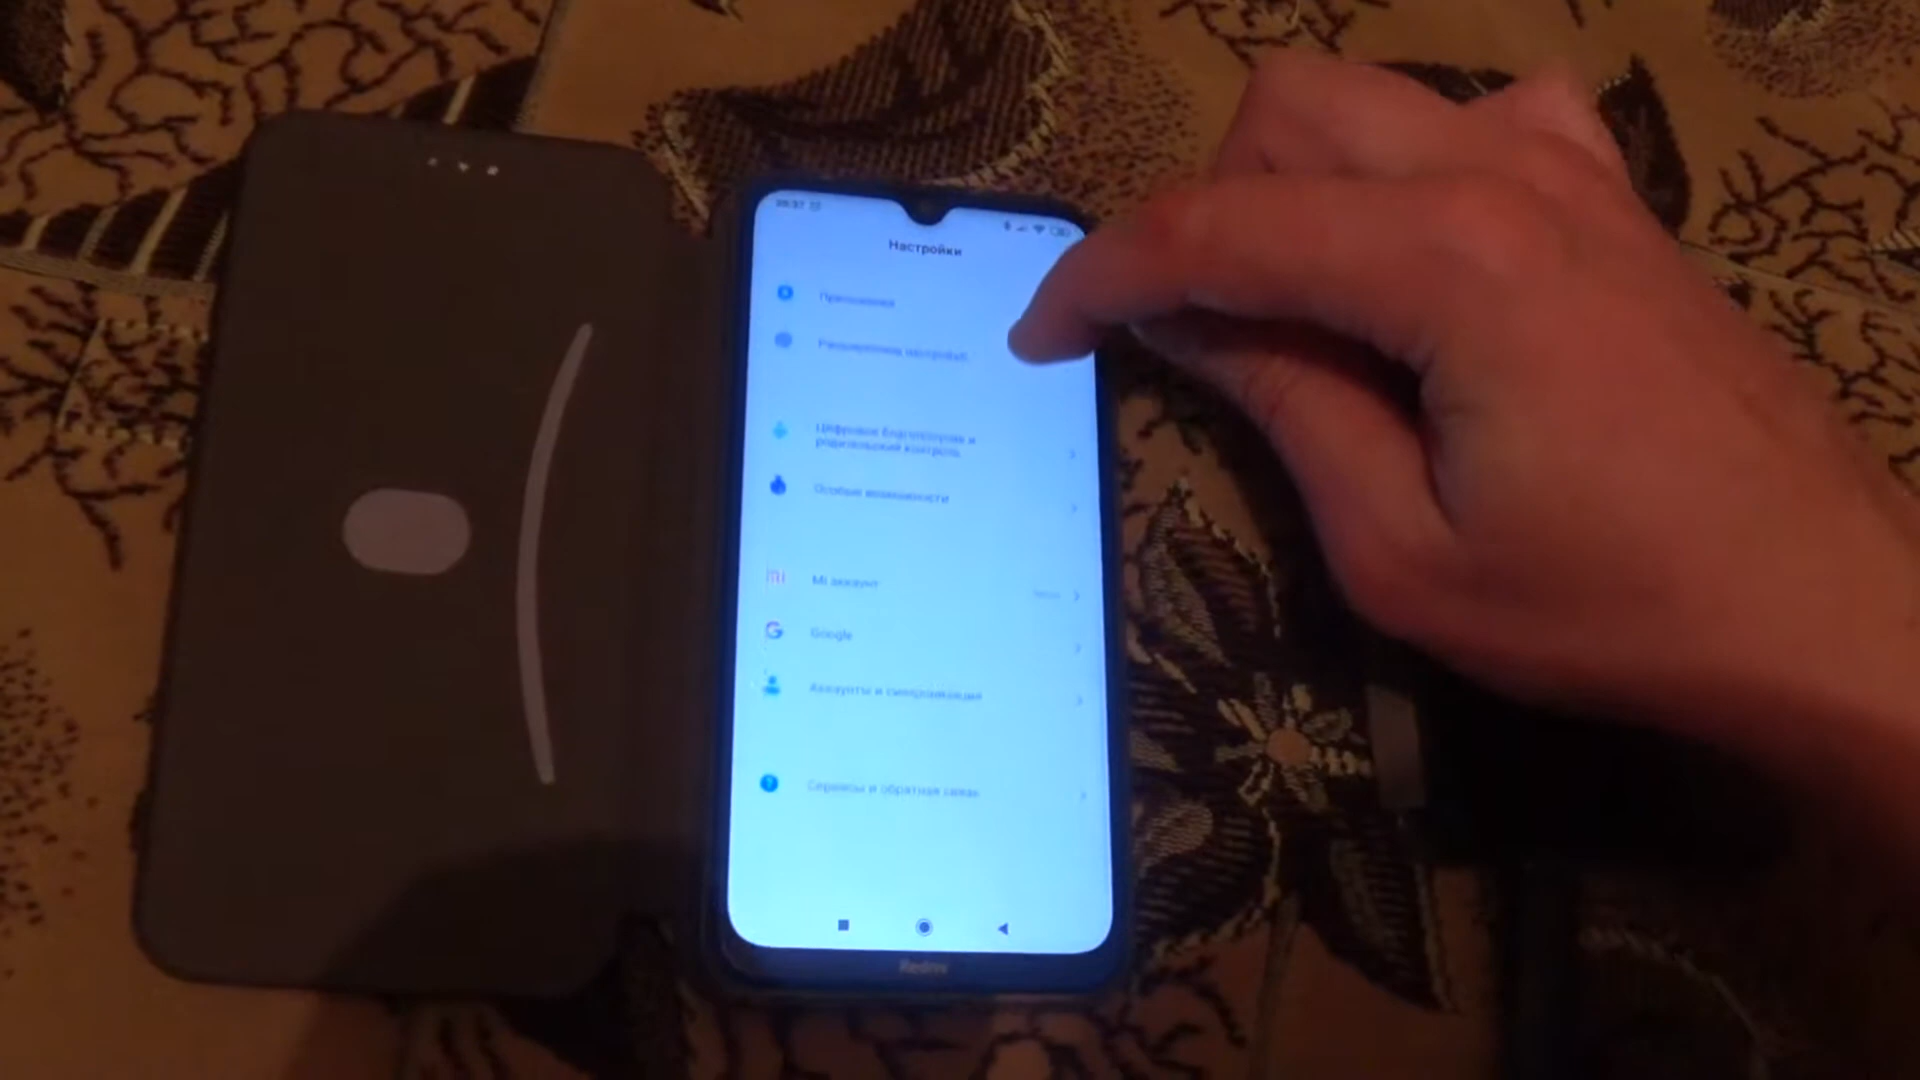 Настройки
Приложения
Расширенные настройки
Цифровое благополучие и
родительский контроль
Особые возможности
Mi аккаунт
Google
Аккаунты и синхронизация
Сервисы и обратная связь
Redmi